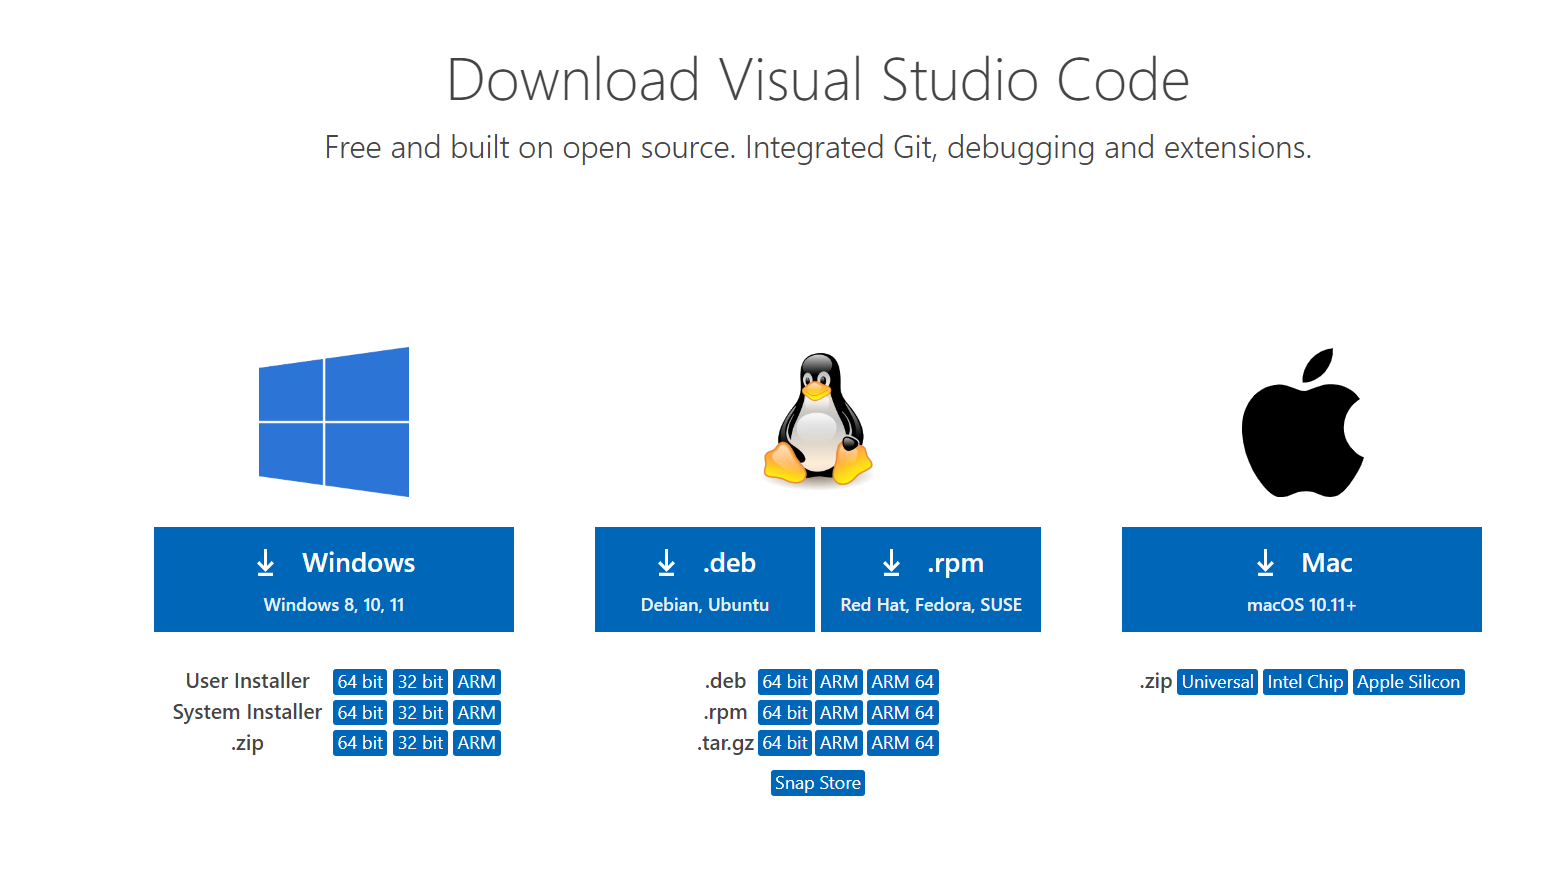 Download Visual Studio Code
Free and built on open source. Integrated Git, debugging and extensions.
Windows
Windows 8, 10, 11
User Installer 64 bit 32 bit ARM
System Installer 64 bit 32 bit ARM
.zip 64 bit 32 bit ARM
.deb
Debian, Ubuntu
.rpm
Red Hat, Fedora, SUSE
.deb 64 bit ARM ARM 64
.rpm 64 bit ARM ARM 64
.tar.gz 64 bit ARM ARM 64
Snap Store
Mac
macOS 10.11+
.zip Universal Intel Chip Apple Silicon